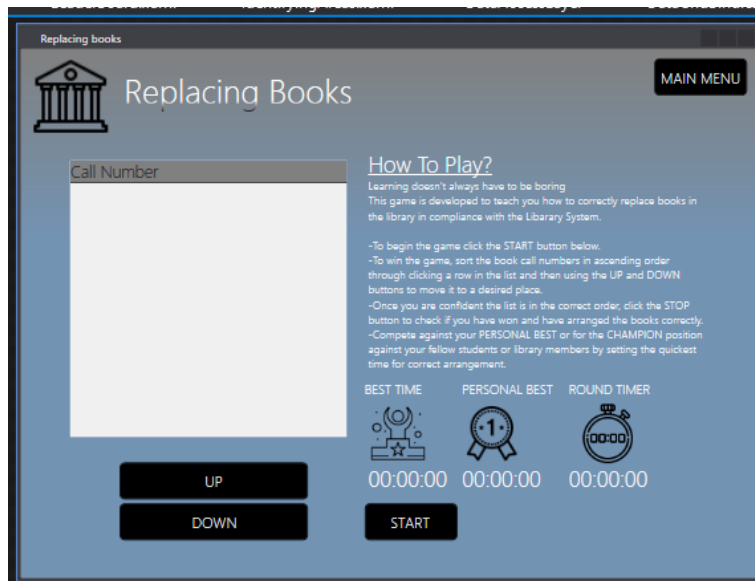 Replacing books
Replacing Books
MAIN MENU
Call Number
How To Play?
Learning doesn't always have to be boring
This game is developed to teach you how to correctly replace books in
the library in compliance with the Libarary System.
-To begin the game click the START button below.
-To win the game, sort the book call numbers in ascending order
through clicking a row in the list and then using the UP and DOWN
buttons to move it to a desired place.
-Once you are confident the list is in the correct order, click the STOP
button to check if you have won and have arranged the books correctly.
-Compete against your PERSONAL BEST or for the CHAMPION position
against your fellow students or library members by setting the quickest
time for correct arrangement.
BEST TIME PERSONAL BEST ROUND TIMER
1 00:00
00:00:00 00:00:00 00:00:00
UP
DOWN
START